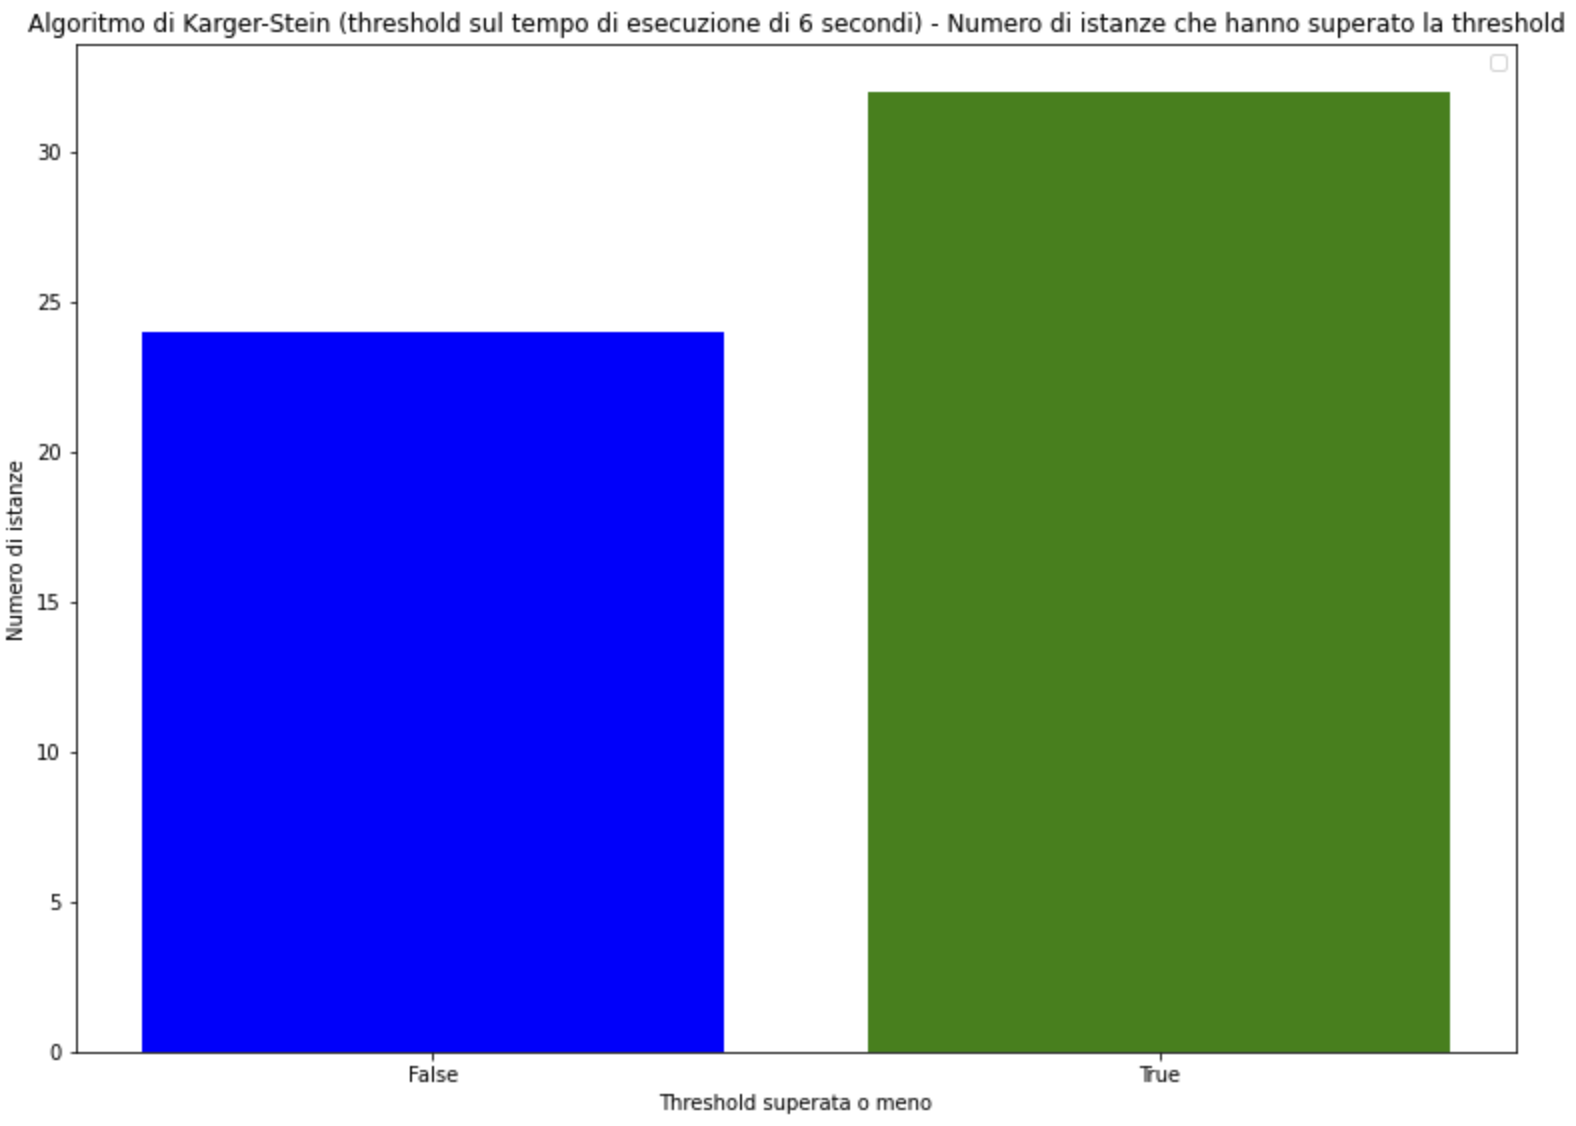 Algoritmo di Karger-Stein (threshold sul tempo di esecuzione di 6 secondi) - Numero di istanze che hanno superato la threshold
30
25
20
15
10
5
0
Numero di istanze
False
True
Threshold superata o meno